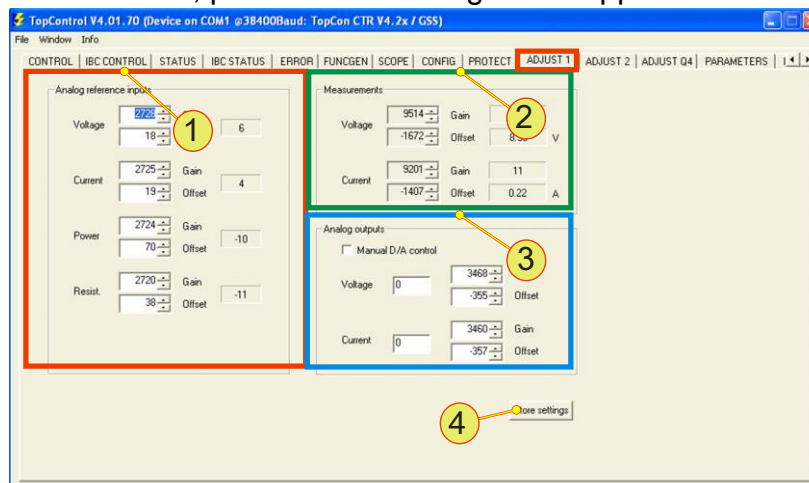 TopControl V4.01.70 (Device on COM1 @38400Baud: TopCon CTR V4.2x / GSS)
File Window Info
CONTROL IBC CONTROL STATUS IBC STATUS ERROR FUNCGEN SCOPE CONFIG PROTECT ADJUST 1 ADJUST 2 ADJUST Q4 PARAMETERS
Analog reference inputs
Voltage
2728
18
6
1
Current
2725 Gain
19 Offset
4
Power
2724 Gain
70 Offset
-10
Resist.
2720 Gain
38 Offset
-11
Measurements
Voltage
9514 Gain
-1672 Offset V
2
Current
9201 Gain 11
-1407 Offset 0.22 A
Analog outputs
Manual D/A control
3
Voltage 0
3468
-355 Offset
Current 0
3460 Gain
-357 Offset
4
store settings